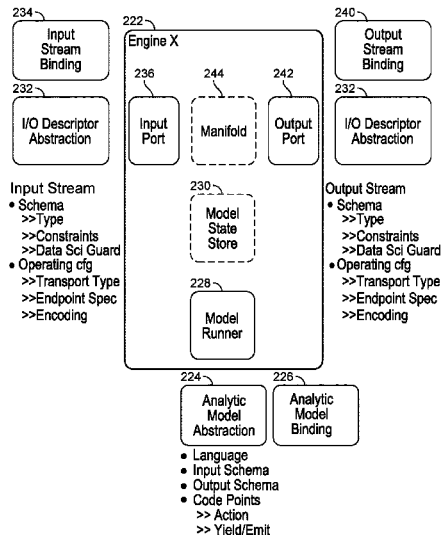 234
Input
Stream
Binding
232
I/O Descriptor
Abstraction
Input Stream
• Schema
>>Type
>>Constraints
>>Data Sci Guard
• Operating cfg
>>Transport Type
>>Endpoint Spec
>>Encoding
222
Engine X
236
Input
Port
244
Manifold
242
Output
Port
230
Model
State
Store
228
Model
Runner
240
Output
Stream
Binding
232
I/O Descriptor
Abstraction
Output Stream
• Schema
>>Type
>>Constraints
>>Data Sci Guard
• Operating cfg
>>Transport Type
>>Endpoint Spec
>>Encoding
224
Analytic
Model
Abstraction
226
Analytic
Model
Binding
• Language
• Input Schema
• Output Schema
• Code Points
>> Action
>> Yield/Emit